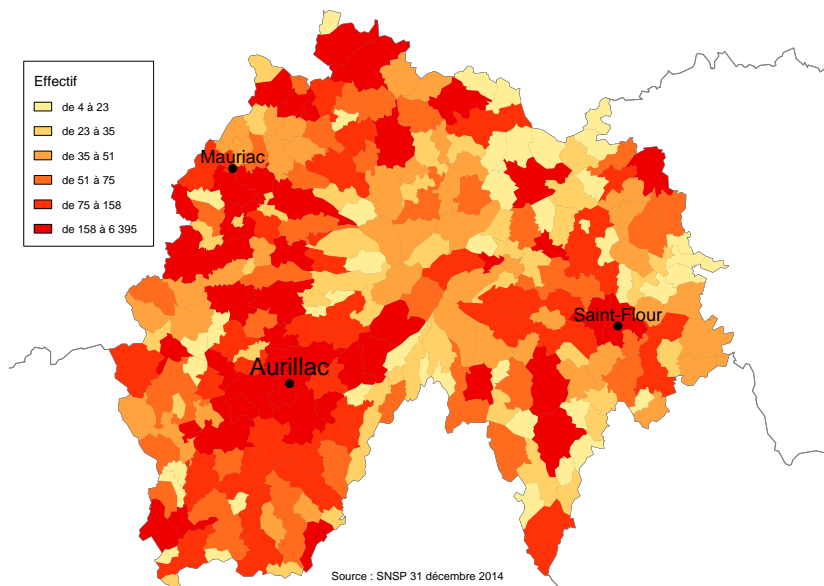 Effectif
de 4 à 23
de 23 à 35
de 35 à 51
de 51 à 75
de 75 à 158
de 158 à 6 395
Mauriac
Saint-Flour
Aurillac
Source : SNSP 31 décembre 2014